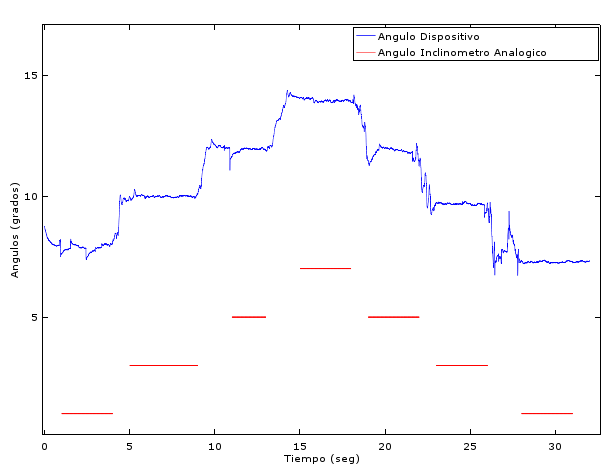 Angulo Dispositivo
Angulo Inclinometro Analogico
15
10
5
Angulos (grados)
0 5 10 15 20 25 30
Tiempo (seg)